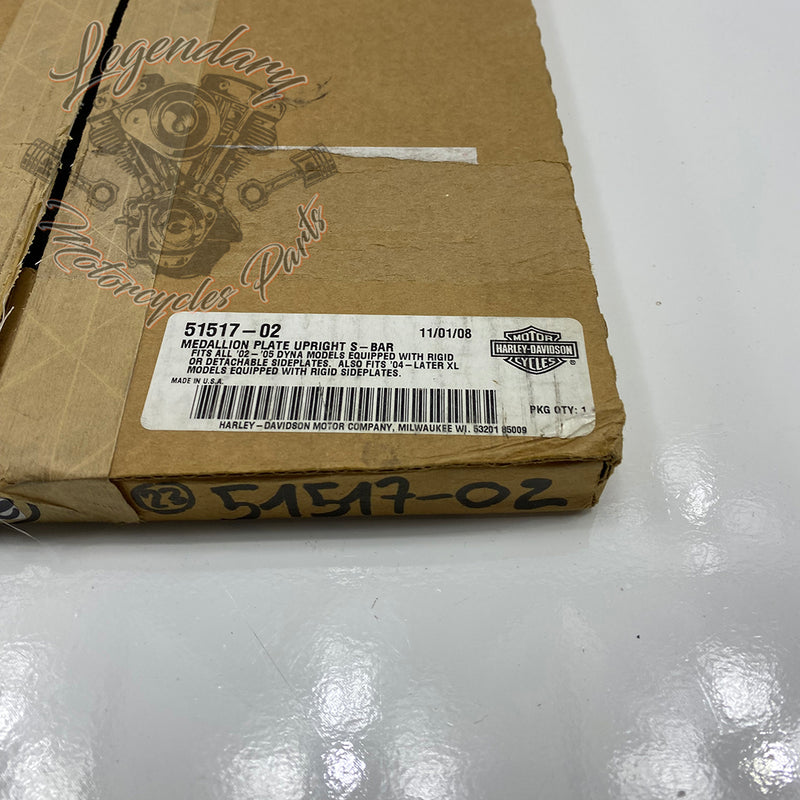 Legendary
Motorcycles Parts
51517-02 11/01/08
MEDALLION PLATE UPRIGHT S-BAR
FITS ALL '02-'05 DYNA MODELS EQUIPPED WITH RIGID
OR DETACHABLE SIDEPLATES. ALSO FITS '04-LATER XL
MODELS EQUIPPED WITH RIGID SIDEPLATES.
MADE IN U.S.A.
MOTOR
HARLEY-DAVIDSON
CYCLES
®
PKG QTY: 1
HARLEY-DAVIDSON MOTOR COMPANY, MILWAUKEE WI. 53201 85009
23 51517-02